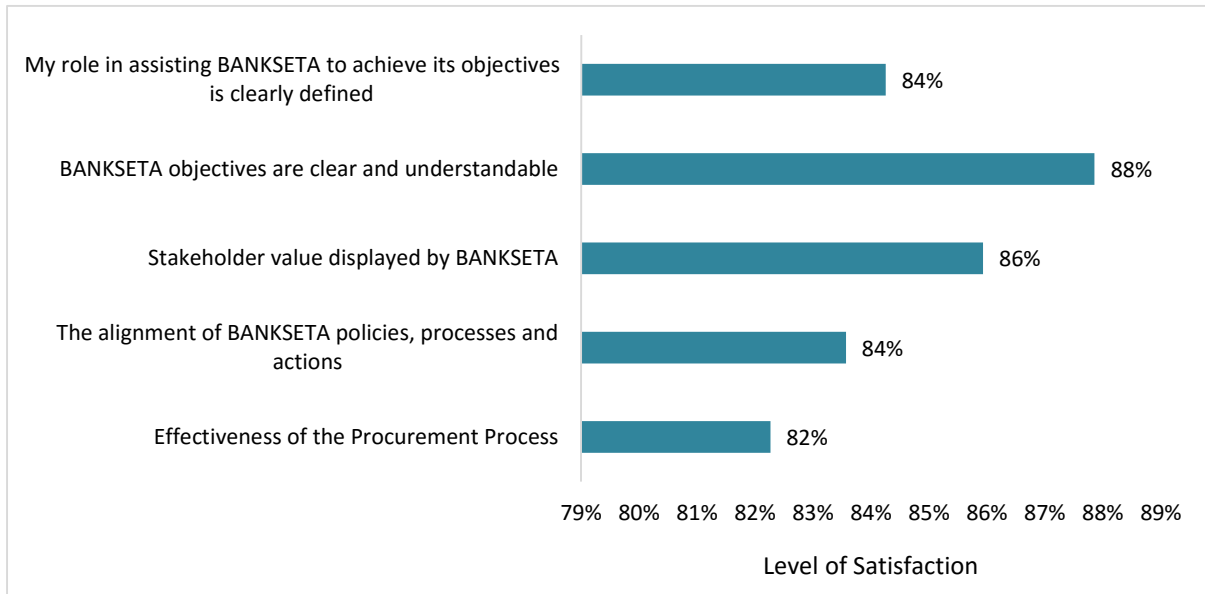 My role in assisting BANKSETA to achieve its objectives
is clearly defined
84%
BANKSETA objectives are clear and understandable
88%
Stakeholder value displayed by BANKSETA
86%
The alignment of BANKSETA policies, processes and
actions
84%
Effectiveness of the Procurement Process
82%
79% 80% 81% 82% 83% 84% 85% 86% 87% 88% 89%
Level of Satisfaction